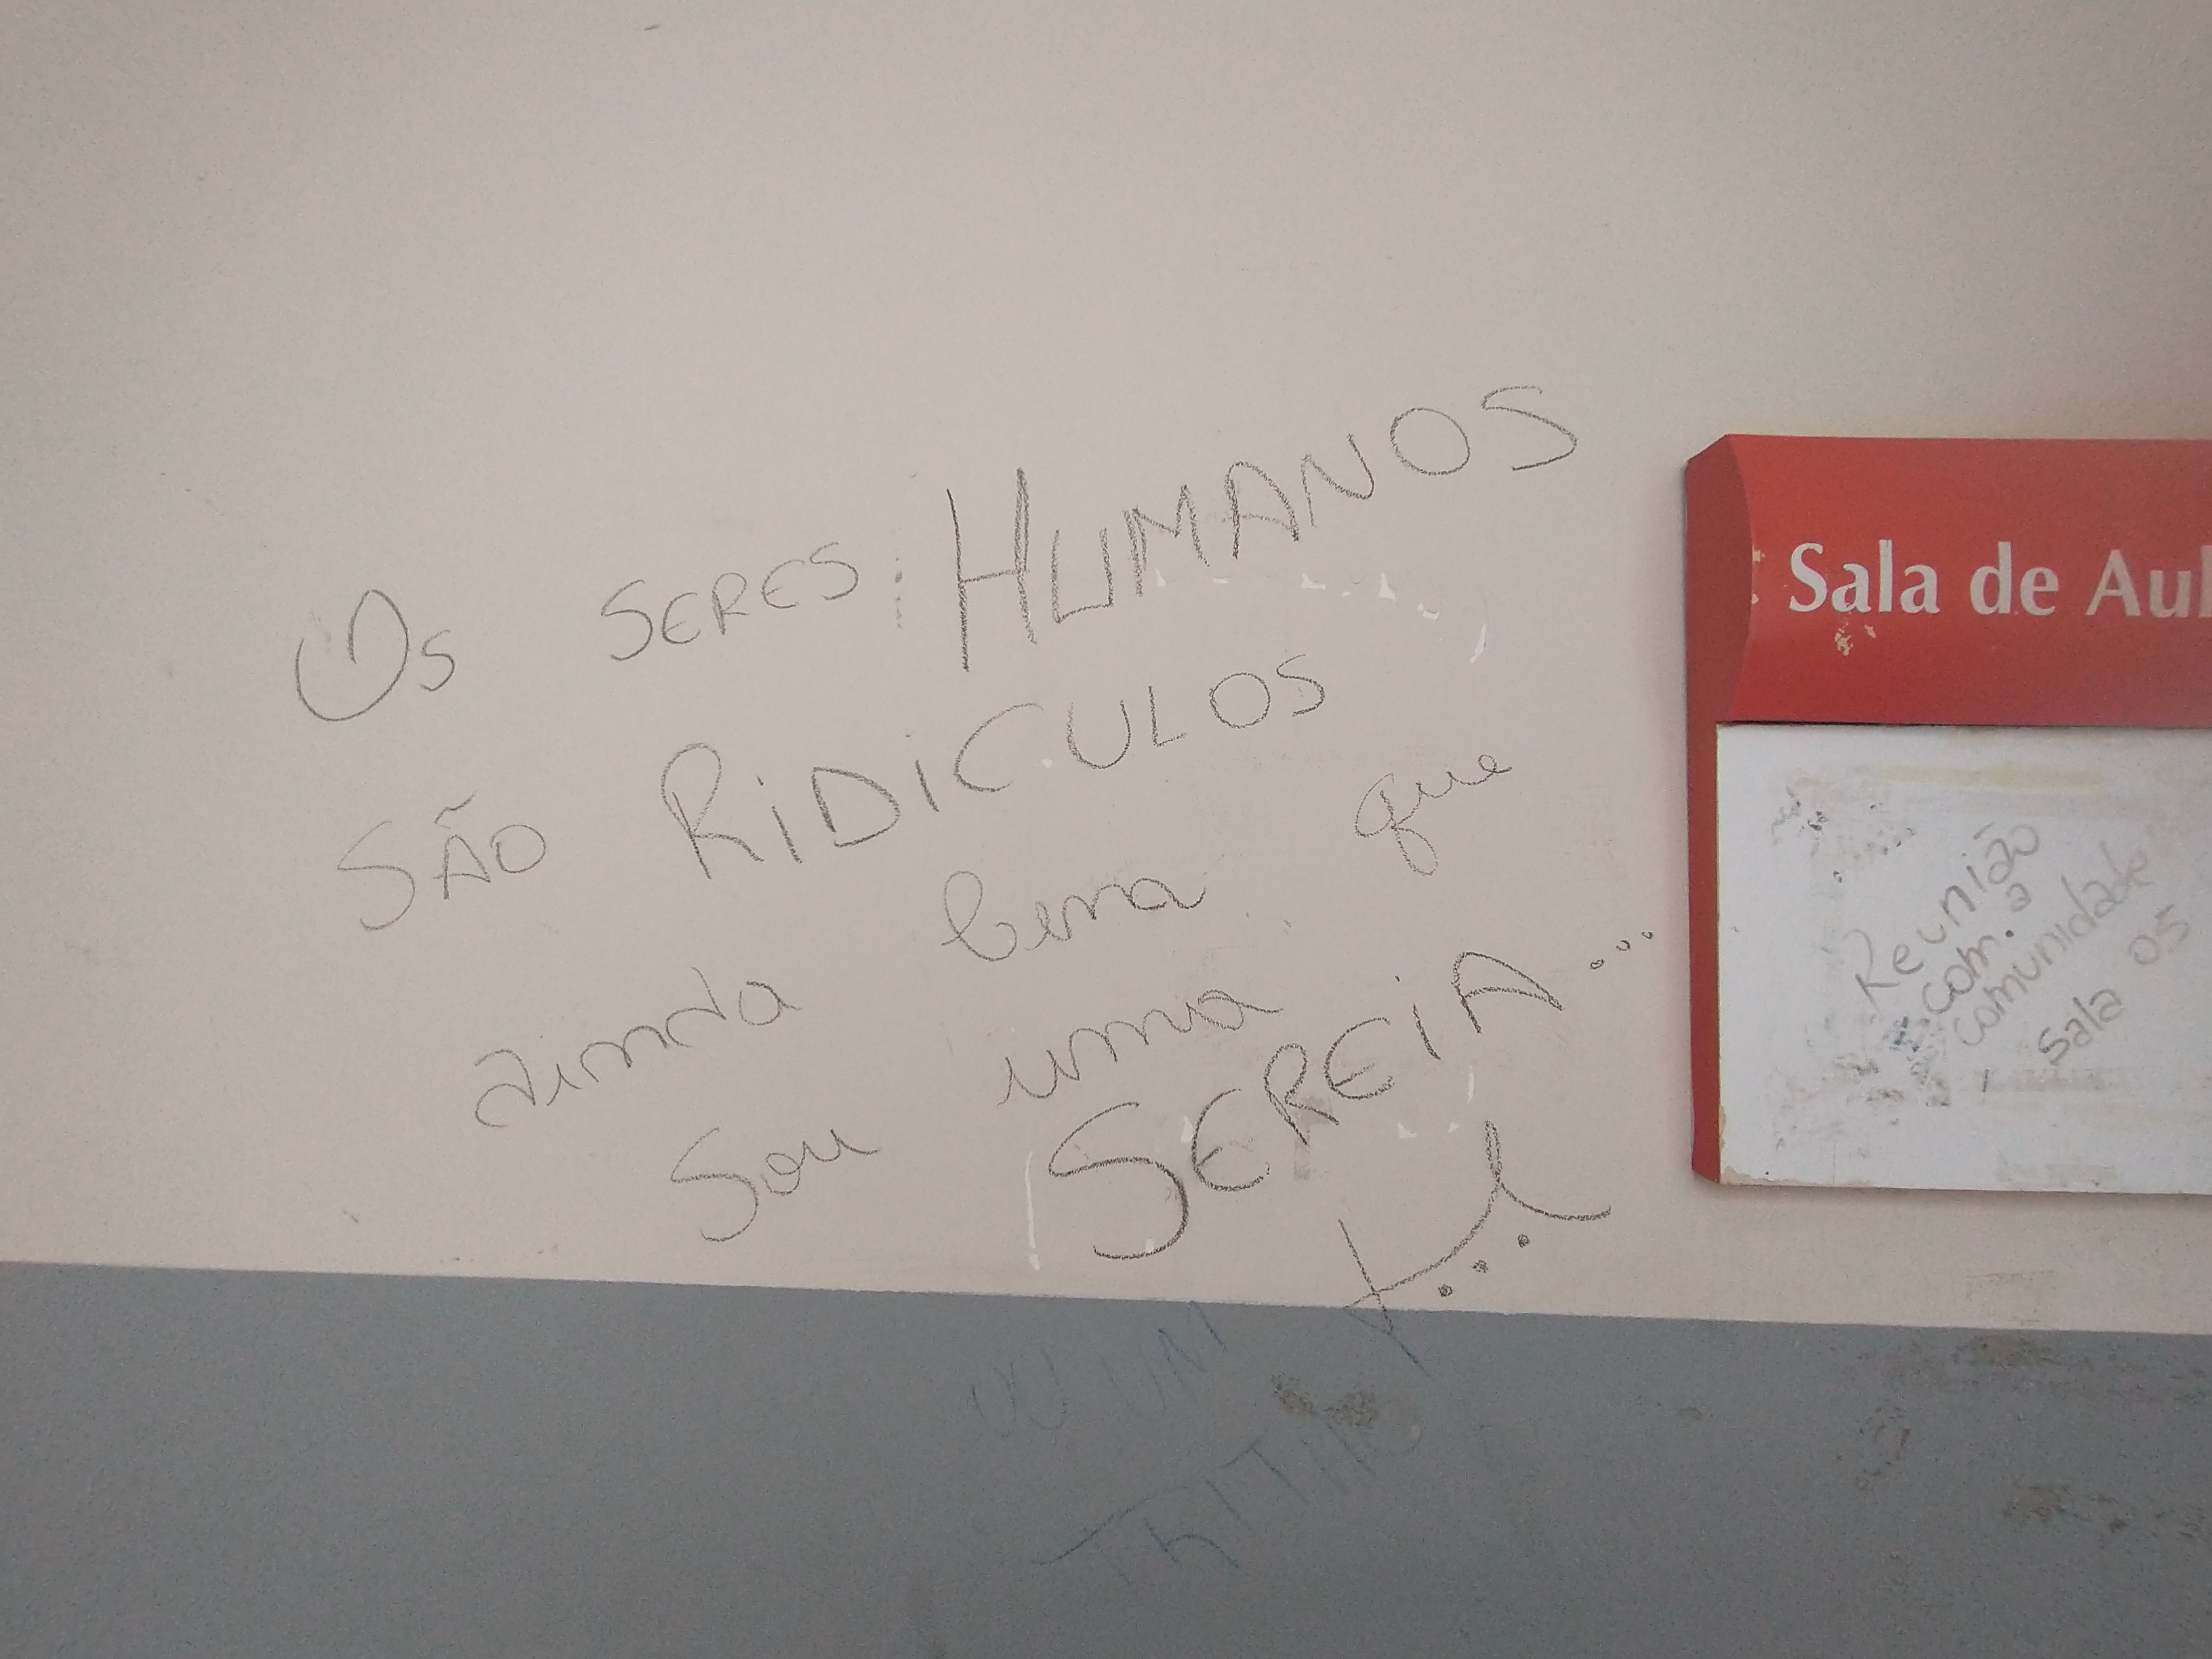 Os SERES HUMANOS
SÃO RIDICULOS
ainda bem que
Sou uma
SEREIA...
Sala de Aul
Reunião
com a
comunidade
Sala 05